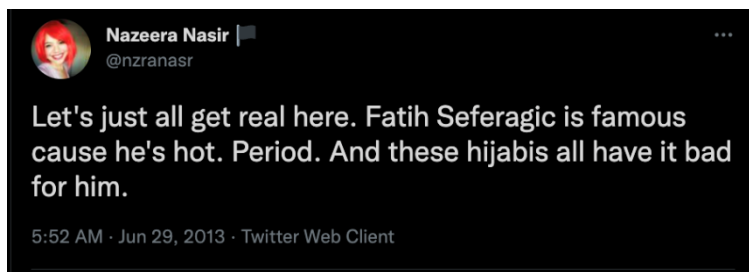 Nazeera Nasir 🏴
@nzranasr
Let's just all get real here. Fatih Seferagic is famous
cause he's hot. Period. And these hijabis all have it bad
for him.
5:52 AM · Jun 29, 2013 · Twitter Web Client